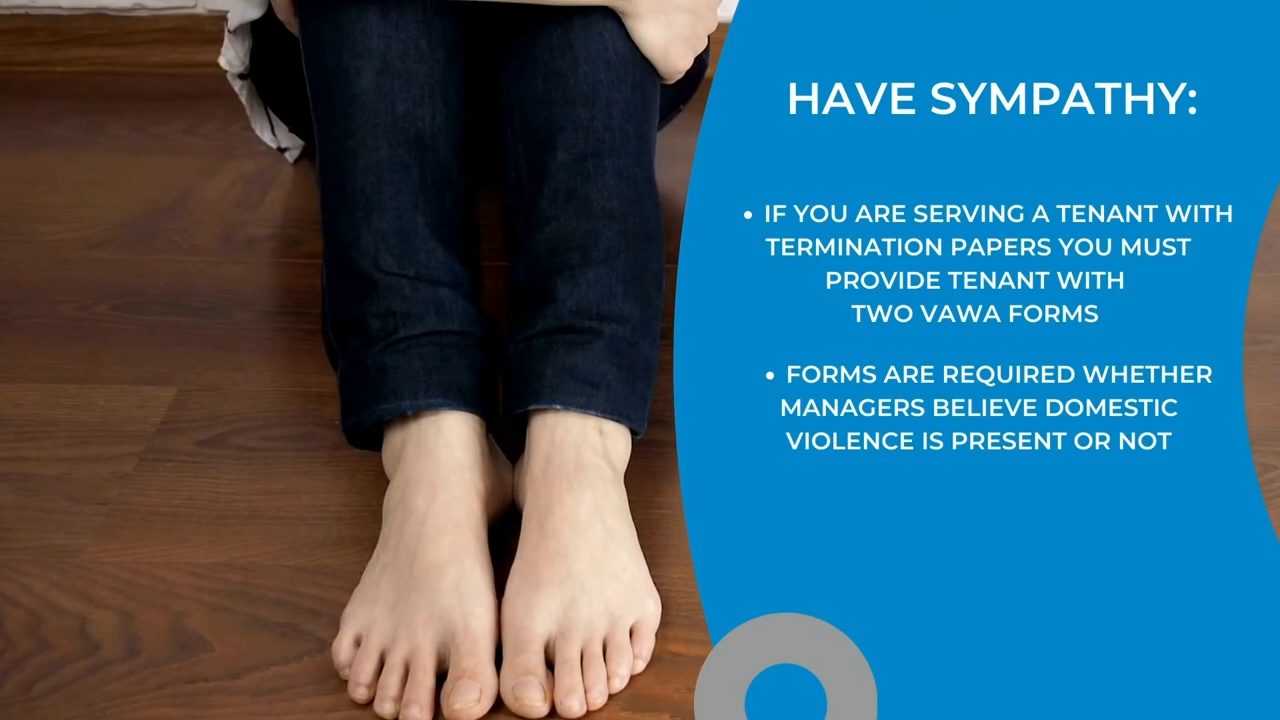 HAVE SYMPATHY:
• IF YOU ARE SERVING A TENANT WITH
TERMINATION PAPERS YOU MUST
PROVIDE TENANT WITH
TWO VAWA FORMS
• FORMS ARE REQUIRED WHETHER
MANAGERS BELIEVE DOMESTIC
VIOLENCE IS PRESENT OR NOT